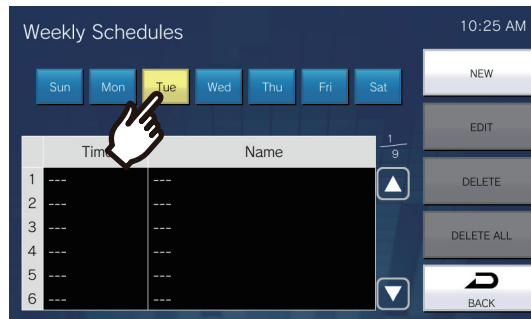 Weekly Schedules
10:25 AM
Sun Mon Tue Wed Thu Fri Sat
NEW
EDIT
DELETE
DELETE ALL
BACK
Time Name
1/9
1 --- ---
2 --- ---
3 --- ---
4 --- ---
5 --- ---
6 --- ---